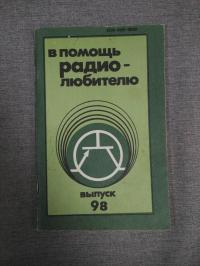 в помощь
радио-
любителю
выпуск
98